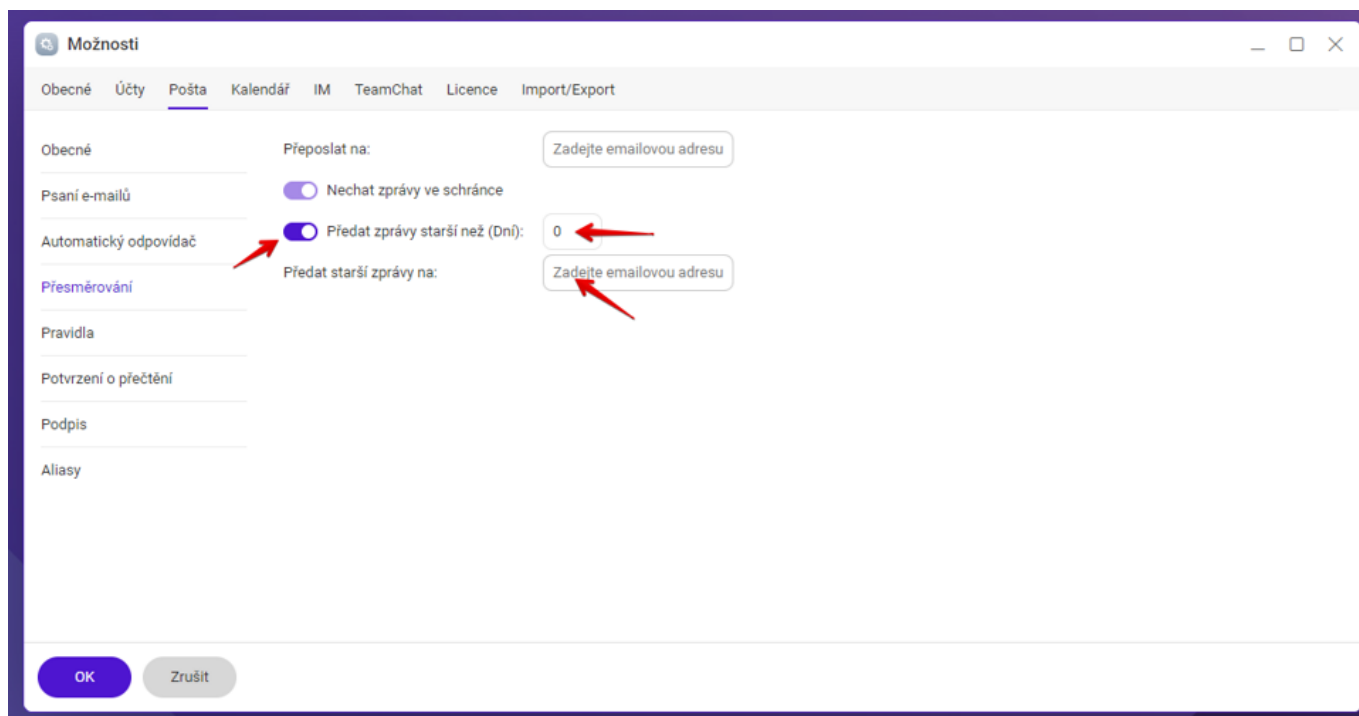 Možnosti
Obecné Účty Pošta Kalendář IM TeamChat Licence Import/Export
Obecné
Psaní e-mailů
Automatický odpovídač
Přesměrování
Pravidla
Potvrzení o přečtění
Podpis
Aliasy
Přeposlat na: Zadejte emailovou adresu
Nechat zprávy ve schránce
Předat zprávy starší než (Dní): 0
Předat starší zprávy na: Zadejte emailovou adresu
OK Zrušit